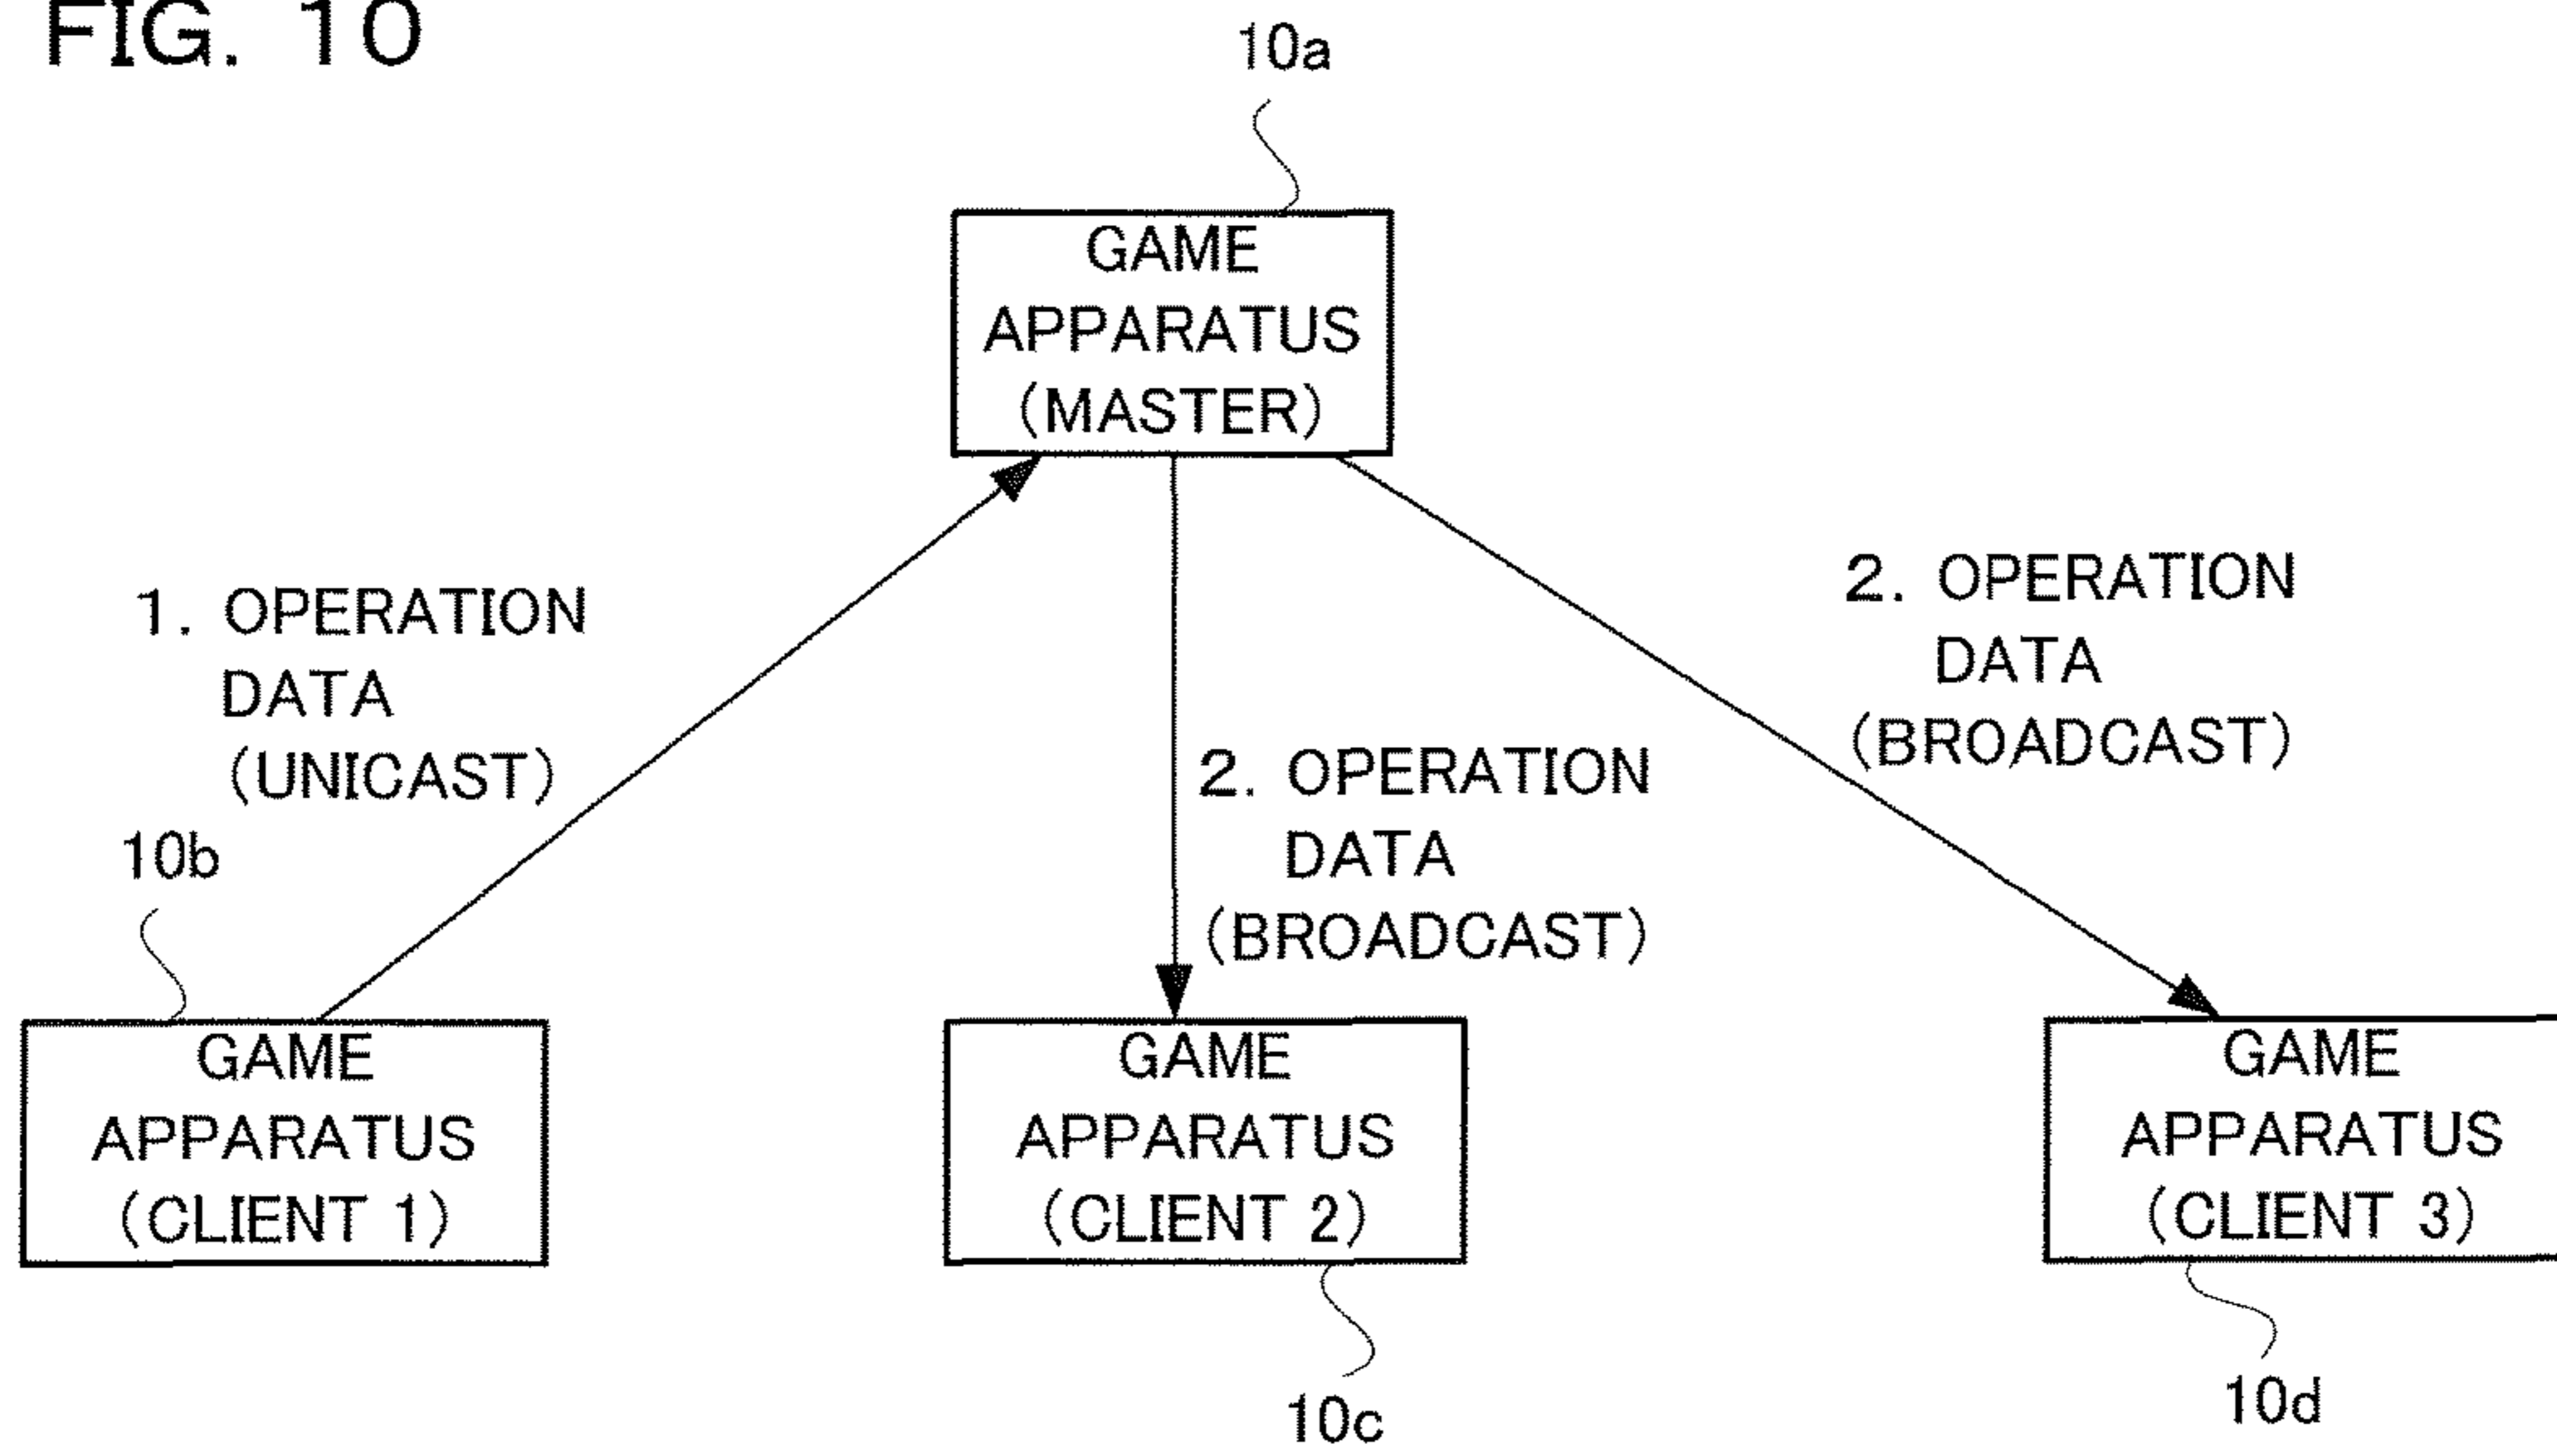 FIG. 10
10a
GAME
APPARATUS
(MASTER)
1. OPERATION
DATA
(UNICAST)
2. OPERATION
DATA
(BROADCAST)
2. OPERATION
DATA
(BROADCAST)
10b
GAME
APPARATUS
(CLIENT 1)
GAME
APPARATUS
(CLIENT 2)
GAME
APPARATUS
(CLIENT 3)
10c
10d